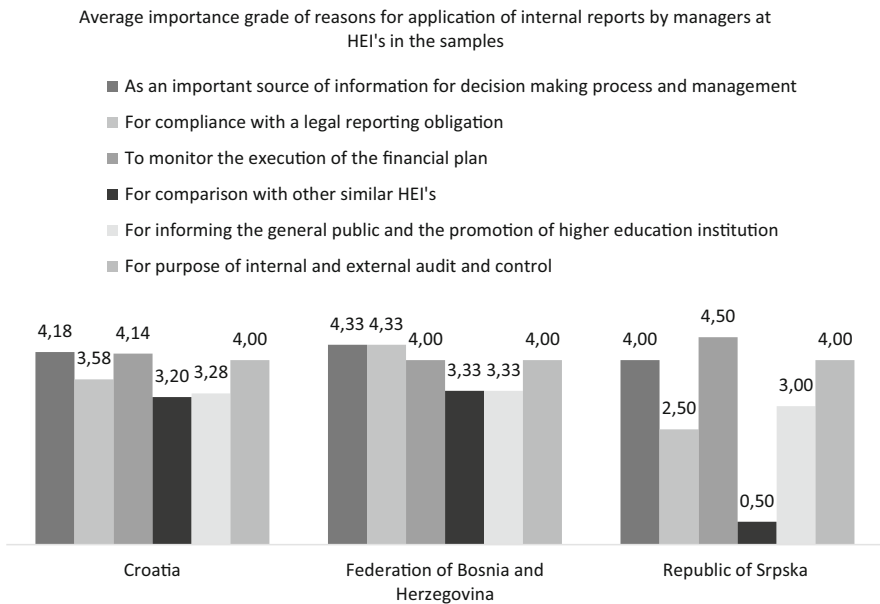 Average importance grade of reasons for application of internal reports by managers at
HEI's in the samples
As an important source of information for decision making process and management
For compliance with a legal reporting obligation
To monitor the execution of the financial plan
For comparison with other similar HEI's
For informing the general public and the promotion of higher education institution
For purpose of internal and external audit and control
4,18
3,58
4,14
3,20
3,28
4,00
4,33
4,33
4,00
3,33
3,33
4,00
4,00
2,50
4,50
0,50
3,00
4,00
Croatia
Federation of Bosnia and
Herzegovina
Republic of Srpska